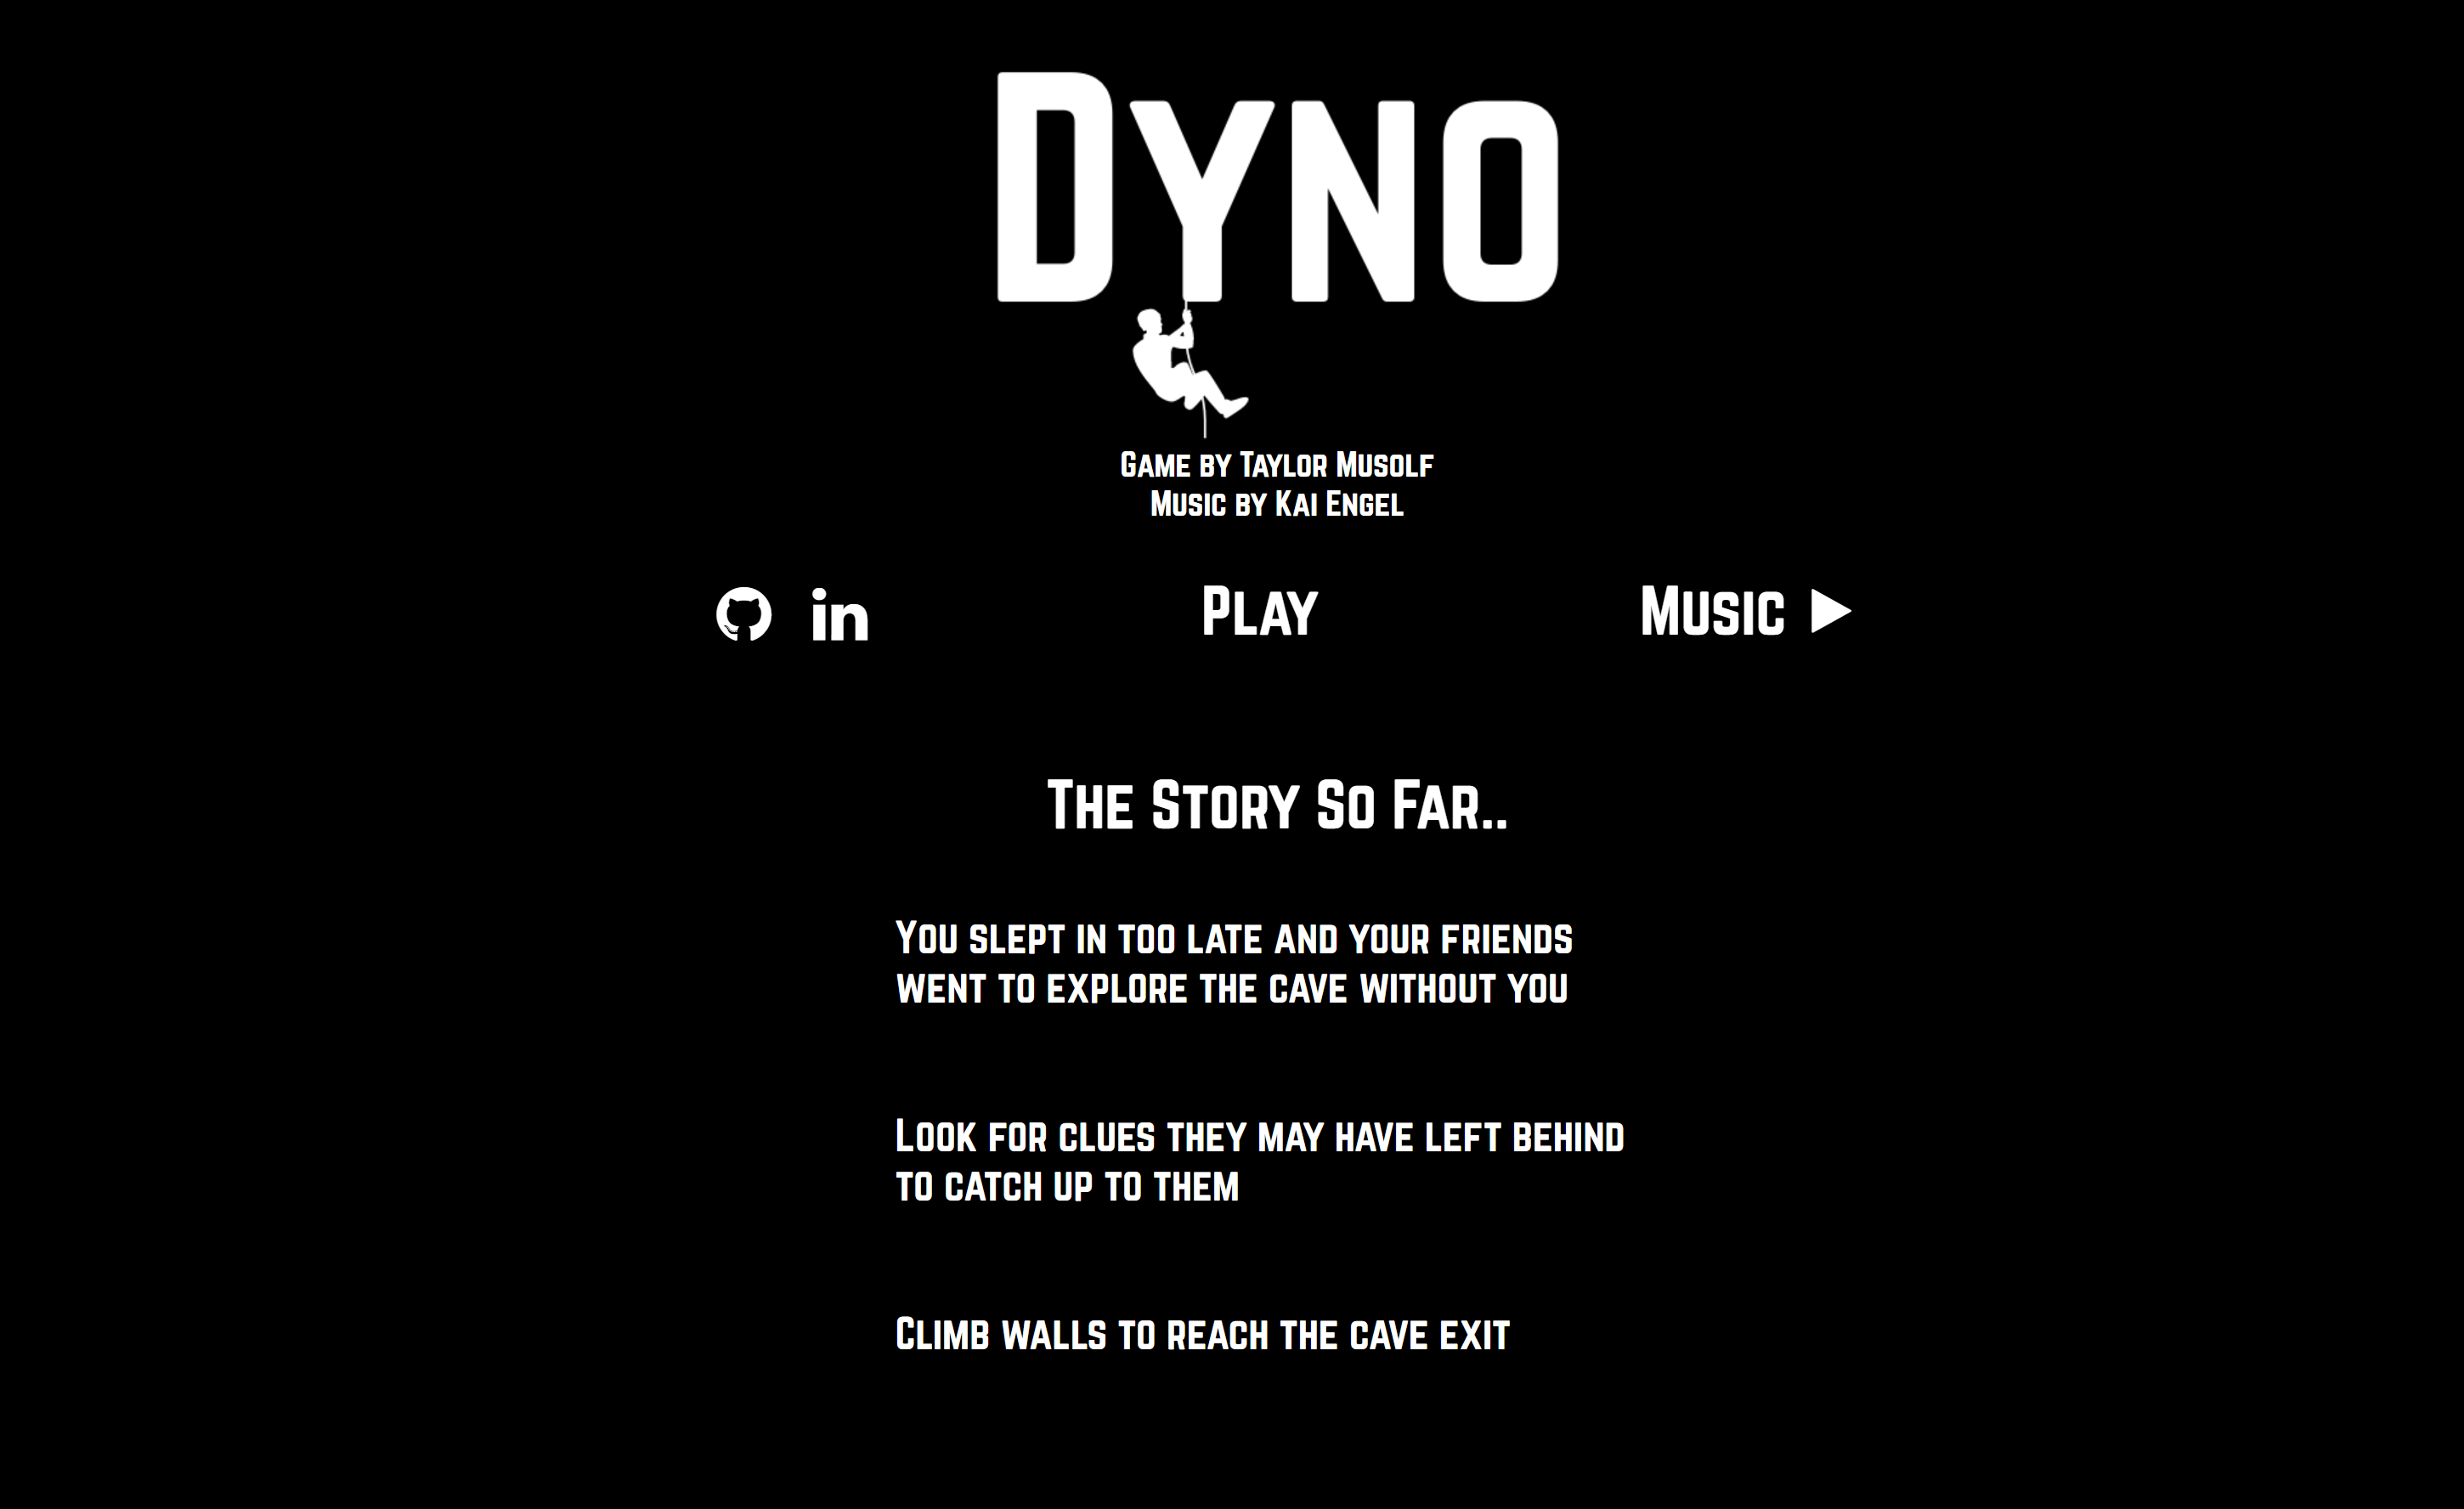 Dyno
Game by Taylor Musolf
Music by Kai Engel
in
Play
Music
The Story So Far..
You slept in too late and your friends
went to explore the cave without you
Look for clues they may have left behind
to catch up to them
Climb walls to reach the cave exit